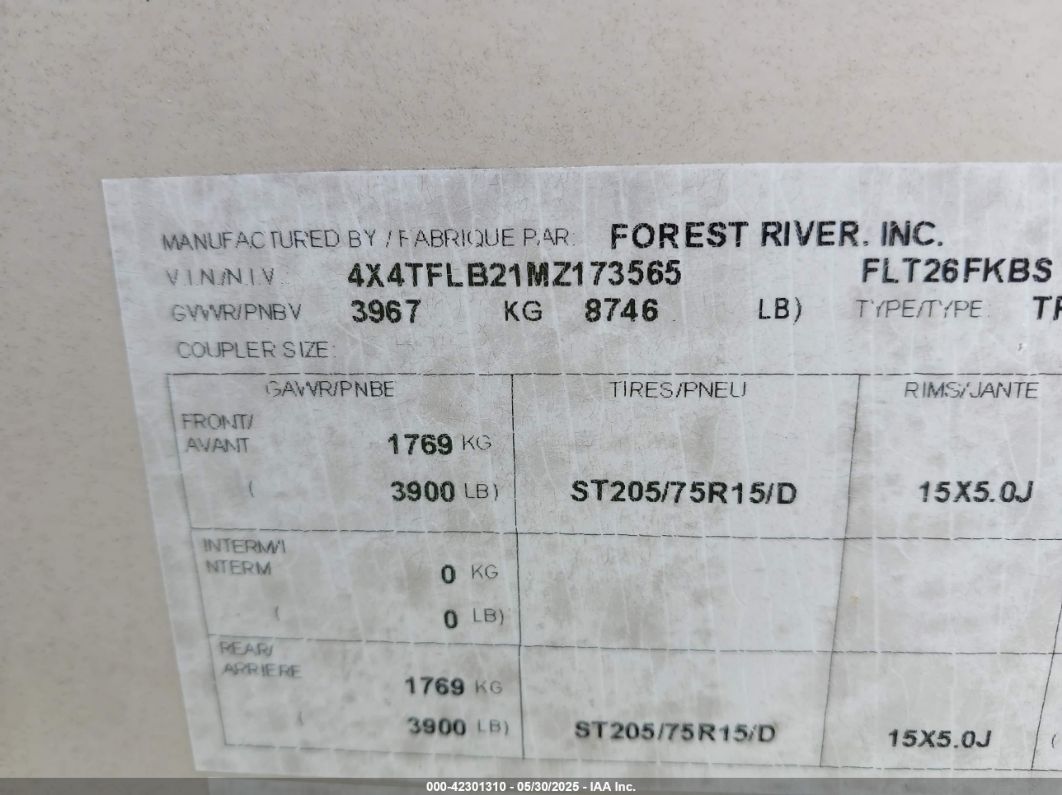 MANUFACTURED BY / FABRIQUE PAR: FOREST RIVER, INC.
V.I.N./N.I.V. 4X4TFLB21MZ173565 FLT26FKBS
GVWR/PNBV 3967 KG 8746 LB) TYPE/TYPE:
COUPLER SIZE:
GAWR/PNBE TIRES/PNEU RIMS/JANTE
FRONT/
AVANT 1769 KG
( 3900 LB) ST205/75R15/D 15X5.0J
INTERM/I
NTERM 0 KG
( 0 LB)
REAR/
ARRIERE 1769 KG
( 3900 LB) ST205/75R15/D 15X5.0J (
000-42301310 - 05/30/2025 - IAA Inc.